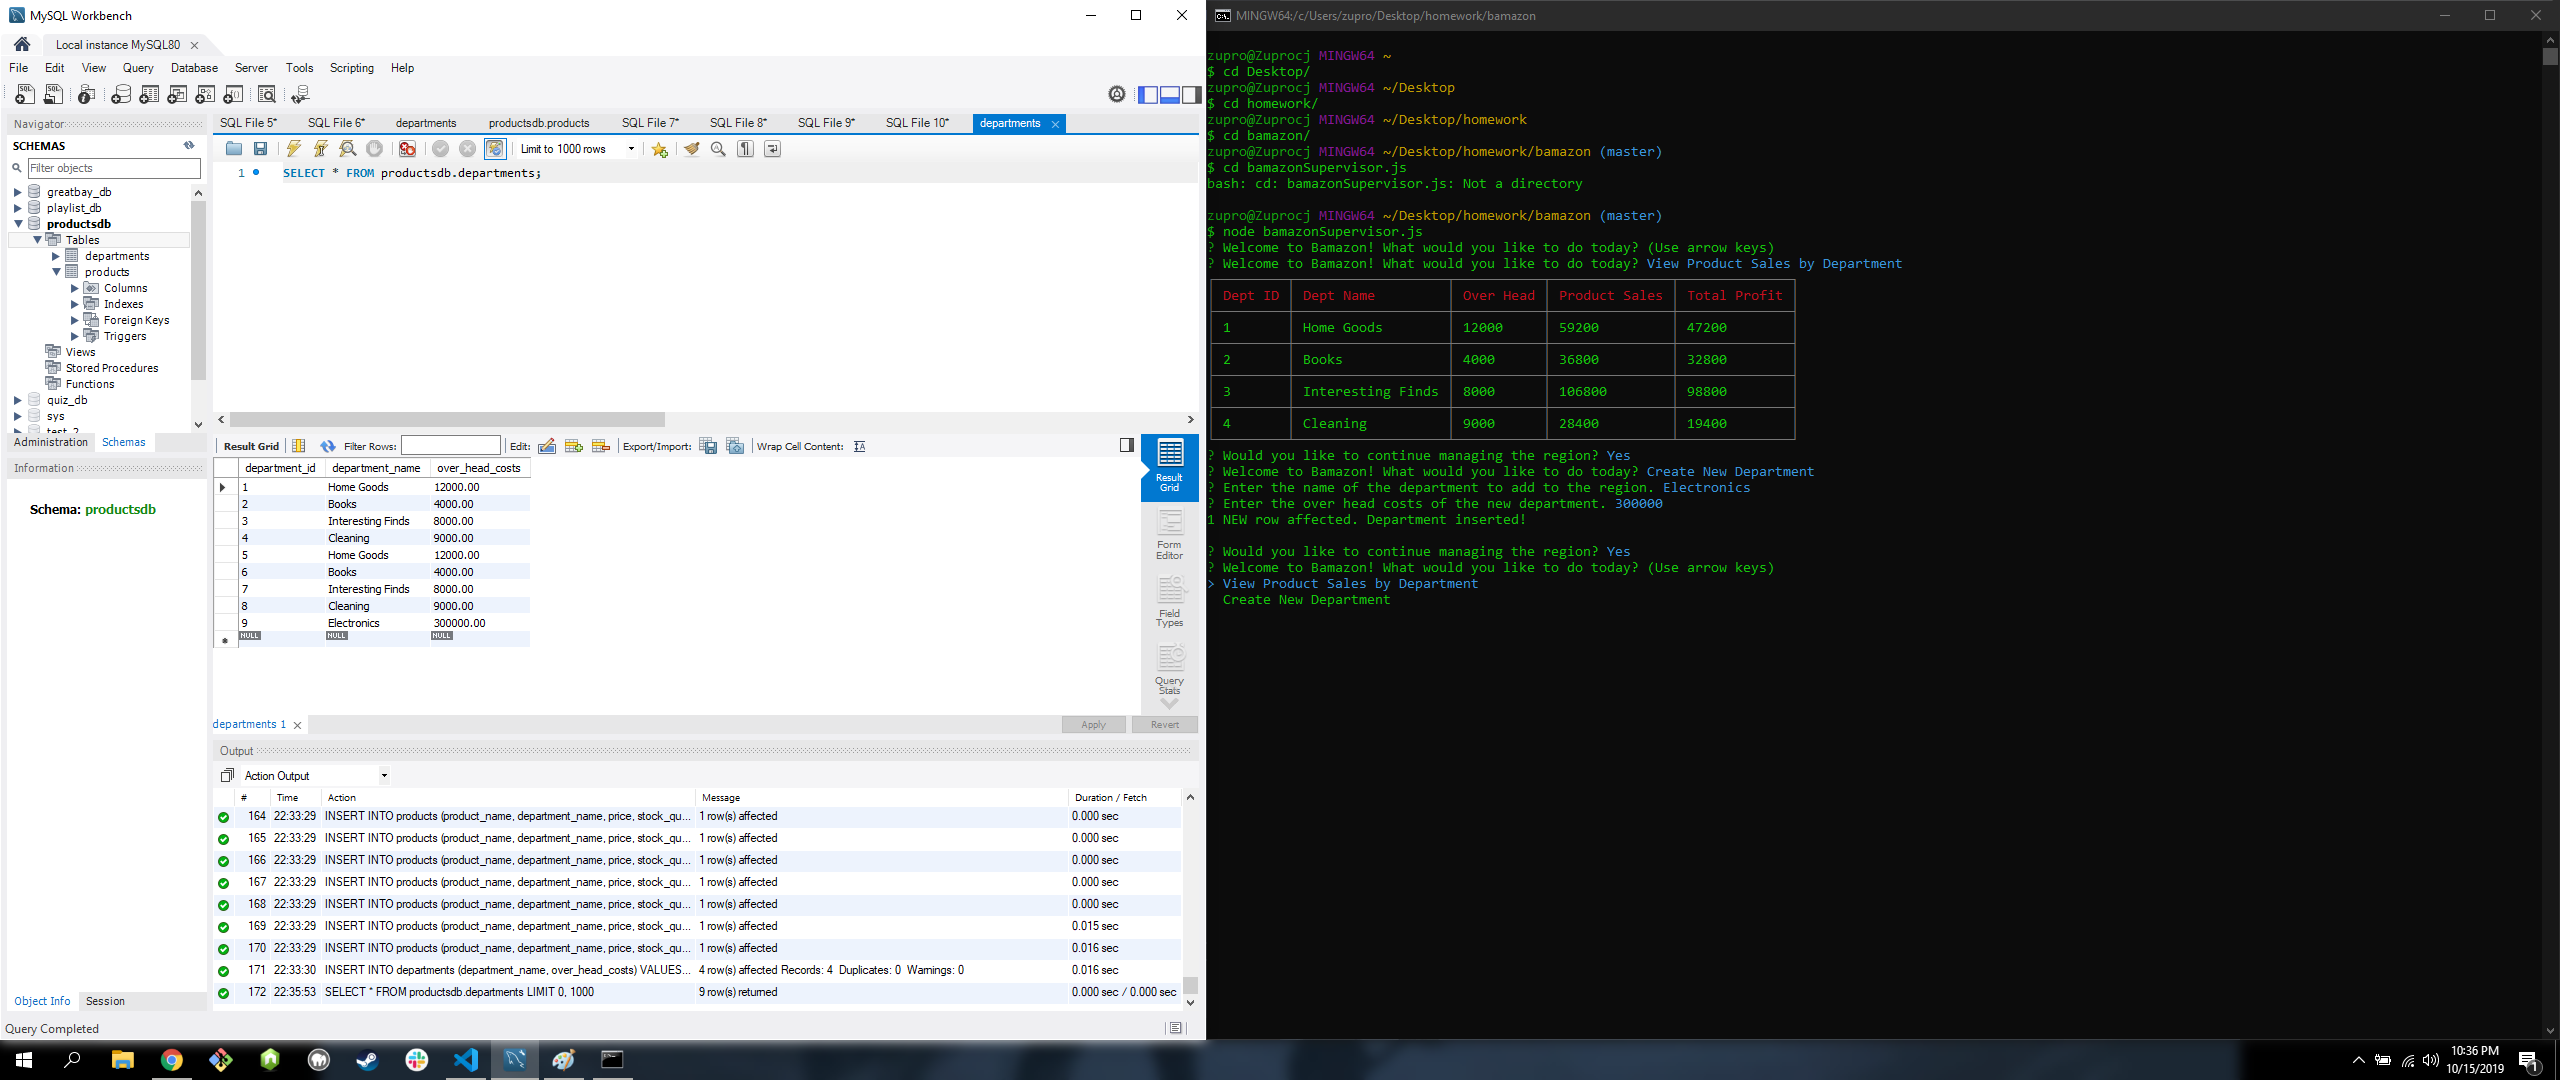 MySQL Workbench
Local instance MySQL80
File Edit View Query Database Server Tools Scripting Help
Navigator
SCHEMAS
Filter objects
greatbay_db
playlist_db
productsdb
Tables
departments
products
Columns
Indexes
Foreign Keys
Triggers
Views
Stored Procedures
Functions
quiz_db
sys
test_2
Administration Schemas
Information
Schema: productsdb
Object Info Session
Query Completed
SQL File 5* SQL File 6* departments productsdb.products SQL File 7* SQL File 8* SQL File 9* SQL File 10* departments
Limit to 1000 rows
1 SELECT * FROM productsdb.departments;
Result Grid Filter Rows: Edit: Export/Import: Wrap Cell Content:
department_id department_name over_head_costs
1 Home Goods 12000.00
2 Books 4000.00
3 Interesting Finds 8000.00
4 Cleaning 9000.00
5 Home Goods 12000.00
6 Books 4000.00
7 Interesting Finds 8000.00
8 Cleaning 9000.00
9 Electronics 300000.00
NULL NULL NULL
Result Grid
Form Editor
Field Types
Query Stats
departments 1
Apply Revert
Output
Action Output
# Time Action Message Duration / Fetch
164 22:33:29 INSERT INTO products (product_name, department_name, price, stock_qu... 1 row(s) affected 0.000 sec
165 22:33:29 INSERT INTO products (product_name, department_name, price, stock_qu... 1 row(s) affected 0.000 sec
166 22:33:29 INSERT INTO products (product_name, department_name, price, stock_qu... 1 row(s) affected 0.000 sec
167 22:33:29 INSERT INTO products (product_name, department_name, price, stock_qu... 1 row(s) affected 0.000 sec
168 22:33:29 INSERT INTO products (product_name, department_name, price, stock_qu... 1 row(s) affected 0.000 sec
169 22:33:29 INSERT INTO products (product_name, department_name, price, stock_qu... 1 row(s) affected 0.015 sec
170 22:33:29 INSERT INTO products (product_name, department_name, price, stock_qu... 1 row(s) affected 0.016 sec
171 22:33:30 INSERT INTO departments (department_name, over_head_costs) VALUES... 4 row(s) affected Records: 4 Duplicates: 0 Warnings: 0 0.016 sec
172 22:35:53 SELECT * FROM productsdb.departments LIMIT 0, 1000 9 row(s) returned 0.000 sec / 0.000 sec
MINGW64:/c/Users/zupro/Desktop/homework/bamazon
zupro@Zuprocj MINGW64 ~
$ cd Desktop/
zupro@Zuprocj MINGW64 ~/Desktop
$ cd homework/
zupro@Zuprocj MINGW64 ~/Desktop/homework
$ cd bamazon/
zupro@Zuprocj MINGW64 ~/Desktop/homework/bamazon (master)
$ cd bamazonSupervisor.js
bash: cd: bamazonSupervisor.js: Not a directory
zupro@Zuprocj MINGW64 ~/Desktop/homework/bamazon (master)
$ node bamazonSupervisor.js
? Welcome to Bamazon! What would you like to do today? (Use arrow keys)
? Welcome to Bamazon! What would you like to do today? View Product Sales by Department
Dept ID Dept Name Over Head Product Sales Total Profit
1 Home Goods 12000 59200 47200
2 Books 4000 36800 32800
3 Interesting Finds 8000 106800 98800
4 Cleaning 9000 28400 19400
? Would you like to continue managing the region? Yes
? Welcome to Bamazon! What would you like to do today? Create New Department
? Enter the name of the department to add to the region. Electronics
? Enter the over head costs of the new department. 300000
1 NEW row affected. Department inserted!
? Would you like to continue managing the region? Yes
? Welcome to Bamazon! What would you like to do today? (Use arrow keys)
> View Product Sales by Department
Create New Department
10:36 PM
10/15/2019
1